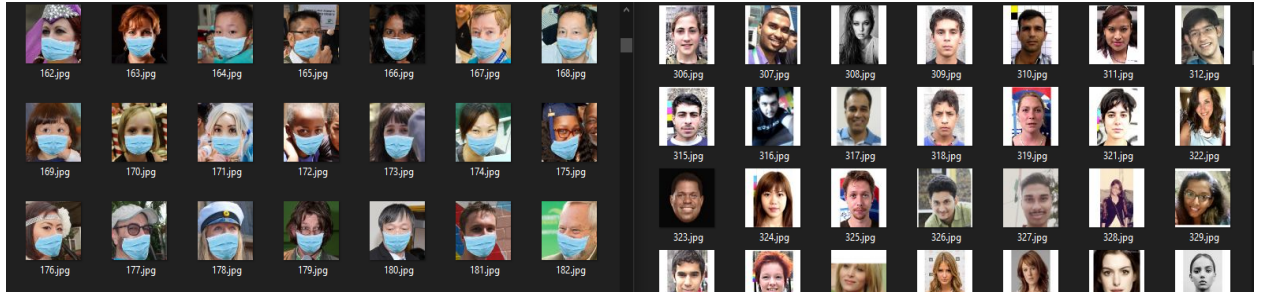 162.jpg 163.jpg 164.jpg 165.jpg 166.jpg 167.jpg 168.jpg
169.jpg 170.jpg 171.jpg 172.jpg 173.jpg 174.jpg 175.jpg
176.jpg 177.jpg 178.jpg 179.jpg 180.jpg 181.jpg 182.jpg
306.jpg 307.jpg 308.jpg 309.jpg 310.jpg 311.jpg 312.jpg
315.jpg 316.jpg 317.jpg 318.jpg 319.jpg 321.jpg 322.jpg
323.jpg 324.jpg 325.jpg 326.jpg 327.jpg 328.jpg 329.jpg